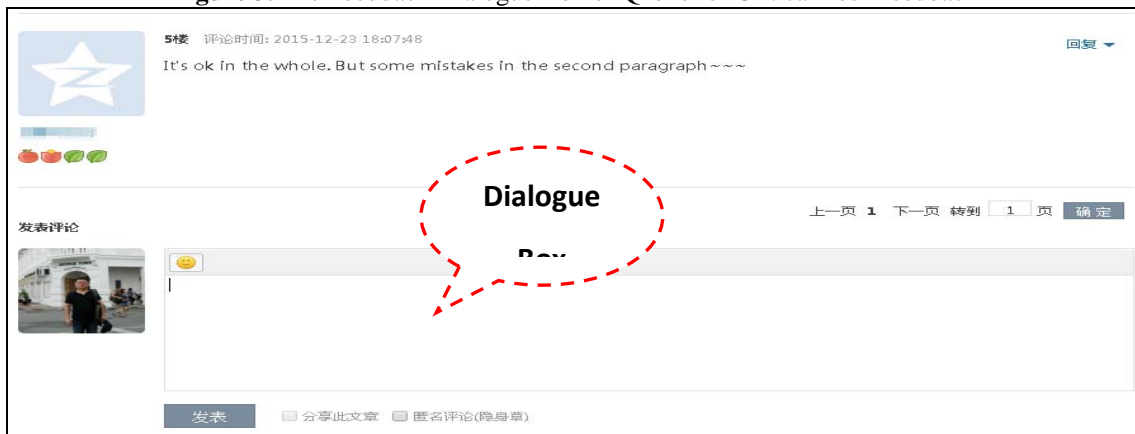 5楼 评论时间: 2015-12-23 18:07:48
回复
It's ok in the whole. But some mistakes in the second paragraph~~~
Dialogue
Box
上一页 1 下一页 转到 1 页 确定
发表评论
发表 分享此文章 匿名评论(隐身草)